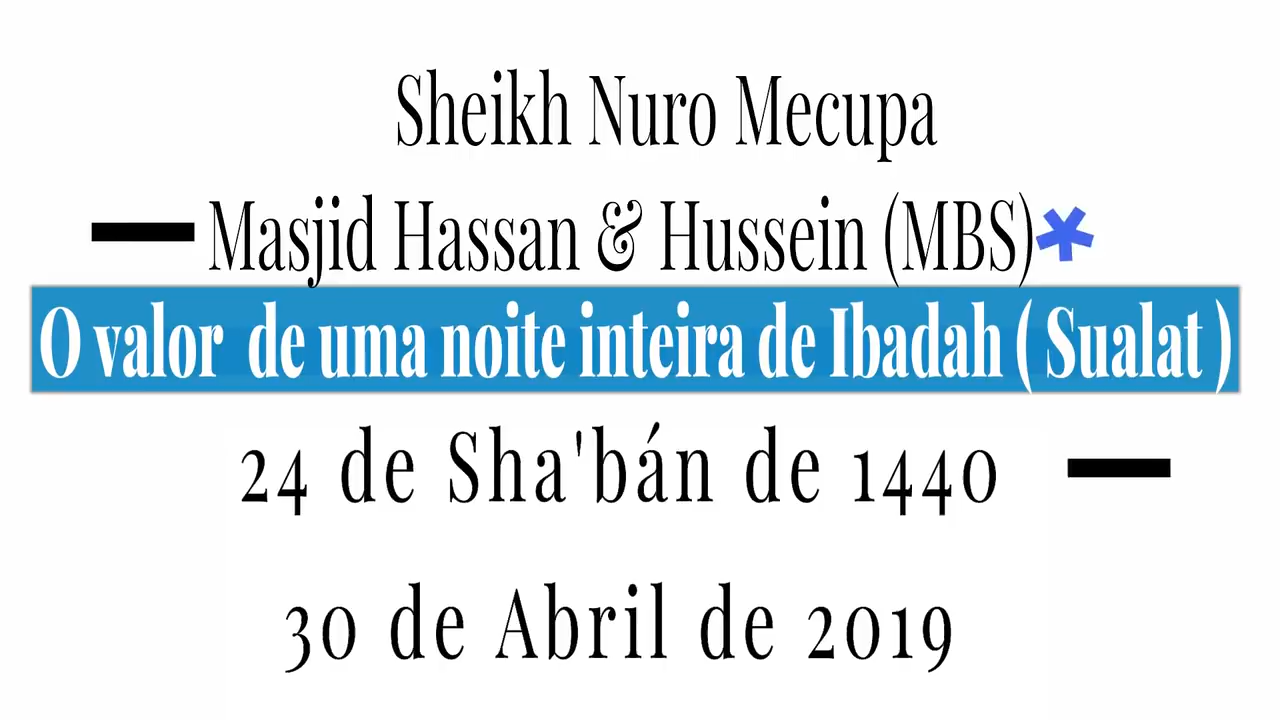 Sheikh Nuro Mecupa
Masjid Hassan & Hussein (MBS)*
O valor de uma noite inteira de Ibadah ( Sualat )
24 de Sha'bán de 1440
30 de Abril de 2019